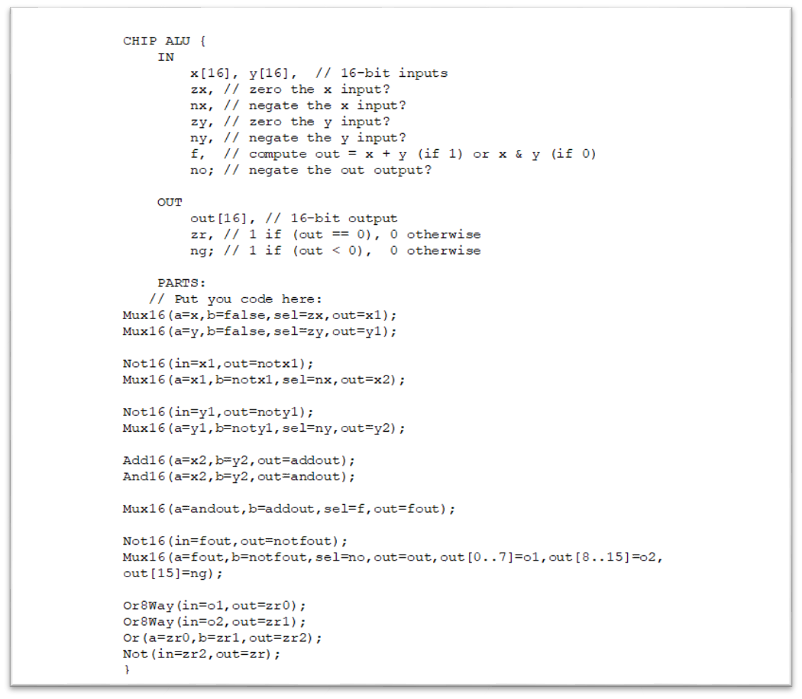 CHIP ALU {
IN
x[16], y[16], // 16-bit inputs
zx, // zero the x input?
nx, // negate the x input?
zy, // zero the y input?
ny, // negate the y input?
f, // compute out = x + y (if 1) or x & y (if 0)
no; // negate the out output?
OUT
out[16], // 16-bit output
zr, // 1 if (out == 0), 0 otherwise
ng; // 1 if (out < 0), 0 otherwise
PARTS:
// Put you code here:
Mux16(a=x,b=false,sel=zx,out=x1);
Mux16(a=y,b=false,sel=zy,out=y1);
Not16(in=x1,out=notx1);
Mux16(a=x1,b=notx1,sel=nx,out=x2);
Not16(in=y1,out=noty1);
Mux16(a=y1,b=noty1,sel=ny,out=y2);
Add16(a=x2,b=y2,out=addout);
And16(a=x2,b=y2,out=andout);
Mux16(a=andout,b=addout,sel=f,out=fout);
Not16(in=fout,out=notfout);
Mux16(a=fout,b=notfout,sel=no,out=out,out[0..7]=o1,out[8..15]=o2,
out[15]=ng);
Or8Way(in=o1,out=zr0);
Or8Way(in=o2,out=zr1);
Or(a=zr0,b=zr1,out=zr2);
Not(in=zr2,out=zr);
}